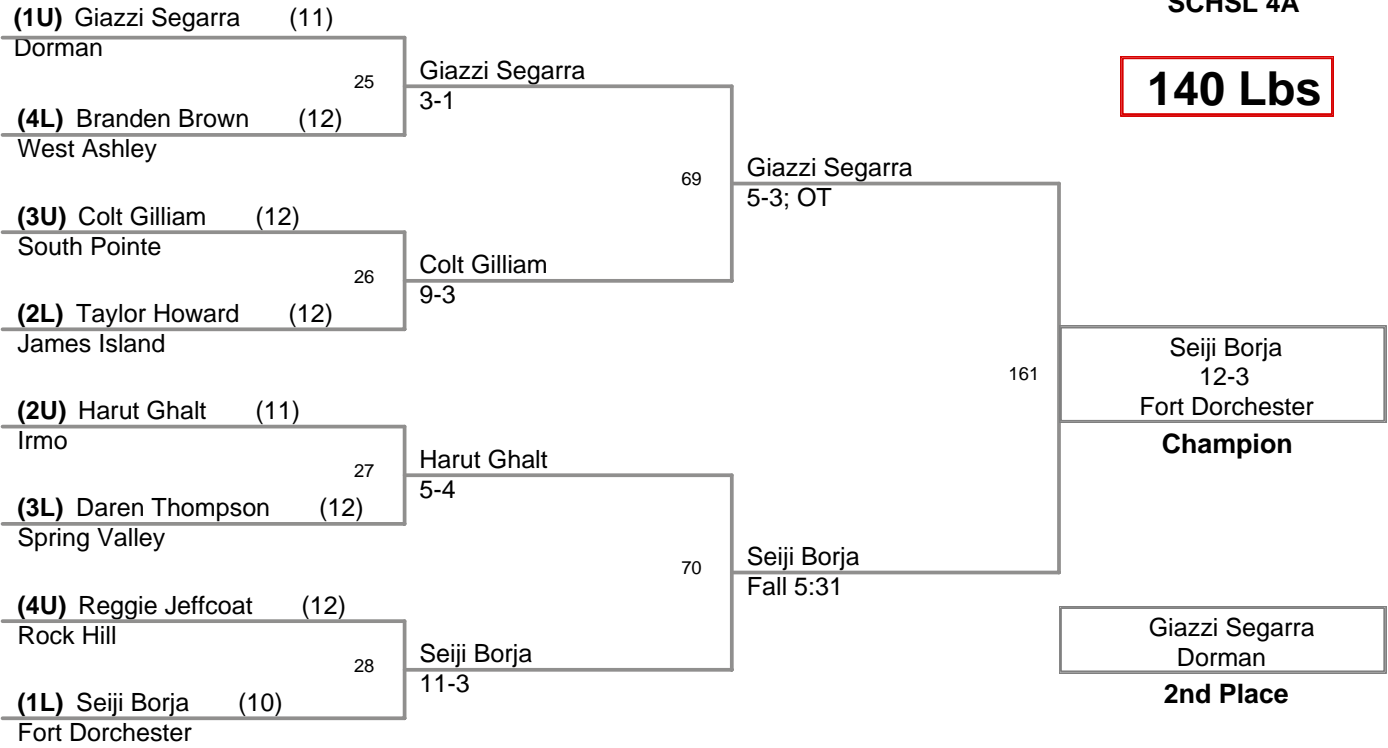 SCHSL 4A
140 Lbs
(1U) Giazzi Segarra (11)
Dorman
25
(4L) Branden Brown (12)
West Ashley
Giazzi Segarra
3-1
(3U) Colt Gilliam (12)
South Pointe
26
(2L) Taylor Howard (12)
James Island
Colt Gilliam
9-3
69
Giazzi Segarra
5-3; OT
(2U) Harut Ghalt (11)
Irmo
27
(3L) Daren Thompson (12)
Spring Valley
Harut Ghalt
5-4
(4U) Reggie Jeffcoat (12)
Rock Hill
28
(1L) Seiji Borja (10)
Fort Dorchester
Seiji Borja
11-3
70
Seiji Borja
Fall 5:31
161
Seiji Borja
12-3
Fort Dorchester
Champion
Giazzi Segarra
Dorman
2nd Place